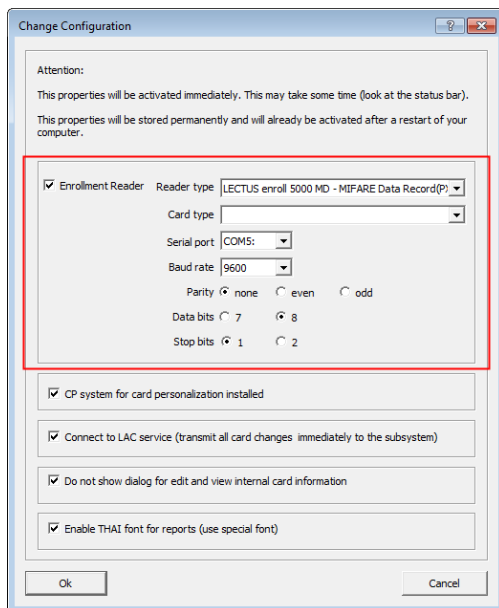 Change Configuration
Attention:
This properties will be activated immediately. This may take some time (look at the status bar).
This properties will be stored permanently and will already be activated after a restart of your
computer.
Enrollment Reader Reader type LECTUS enroll 5000 MD - MIFARE Data Record(P)
Card type
Serial port COM5:
Baud rate 9600
Parity none even odd
Data bits 7 8
Stop bits 1 2
CP system for card personalization installed
Connect to LAC service (transmit all card changes immediately to the subsystem)
Do not show dialog for edit and view internal card information
Enable THAI font for reports (use special font)
Ok Cancel